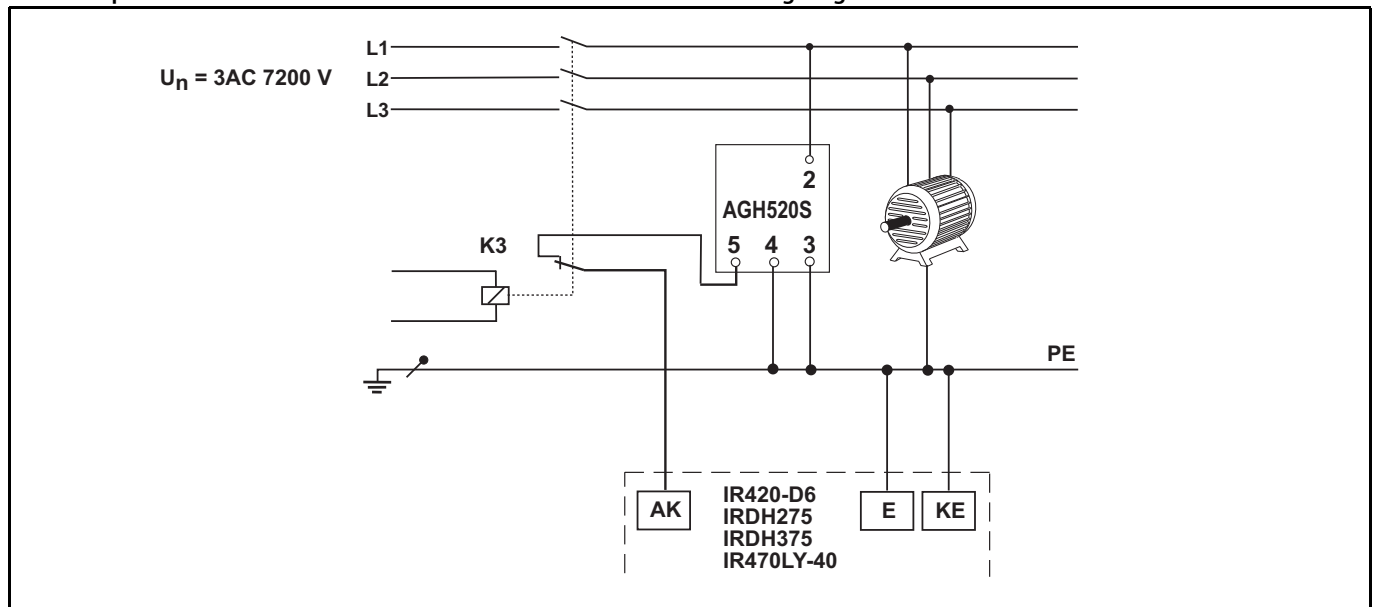 L1
Un = 3AC 7200 V
L2
L3
2
AGH520S
5 4 3
K3
PE
AK
IR420-D6
IRDH275
IRDH375
IR470LY-40
E
KE